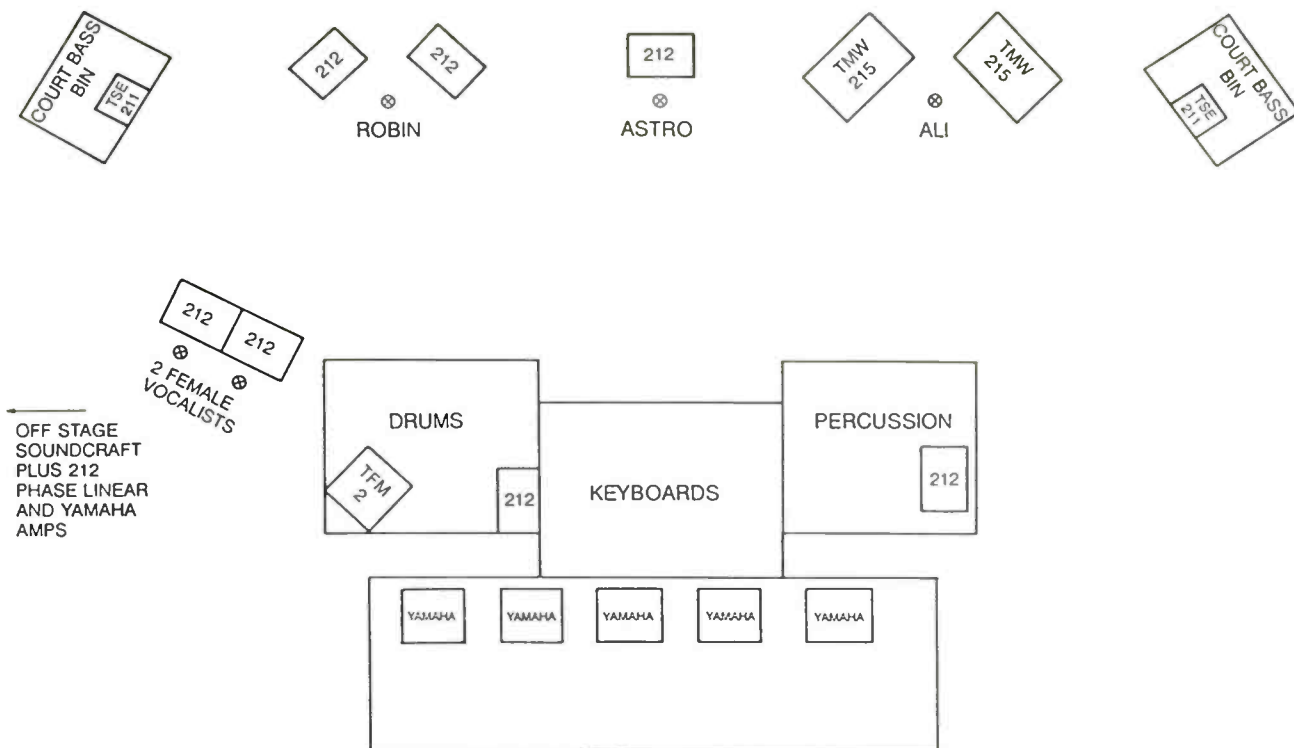 COURT BASS
BIN
TSE
211
212
212
ROBIN
212
ASTRO
TMW
215
TMW
215
ALI
COURT BASS
BIN
TSE
211
212
212
2 FEMALE
VOCALISTS
OFF STAGE
SOUNDCRAFT
PLUS 212
PHASE LINEAR
AND YAMAHA
AMPS
DRUMS
TFM
2
212
KEYBOARDS
PERCUSSION
212
YAMAHA
YAMAHA
YAMAHA
YAMAHA
YAMAHA